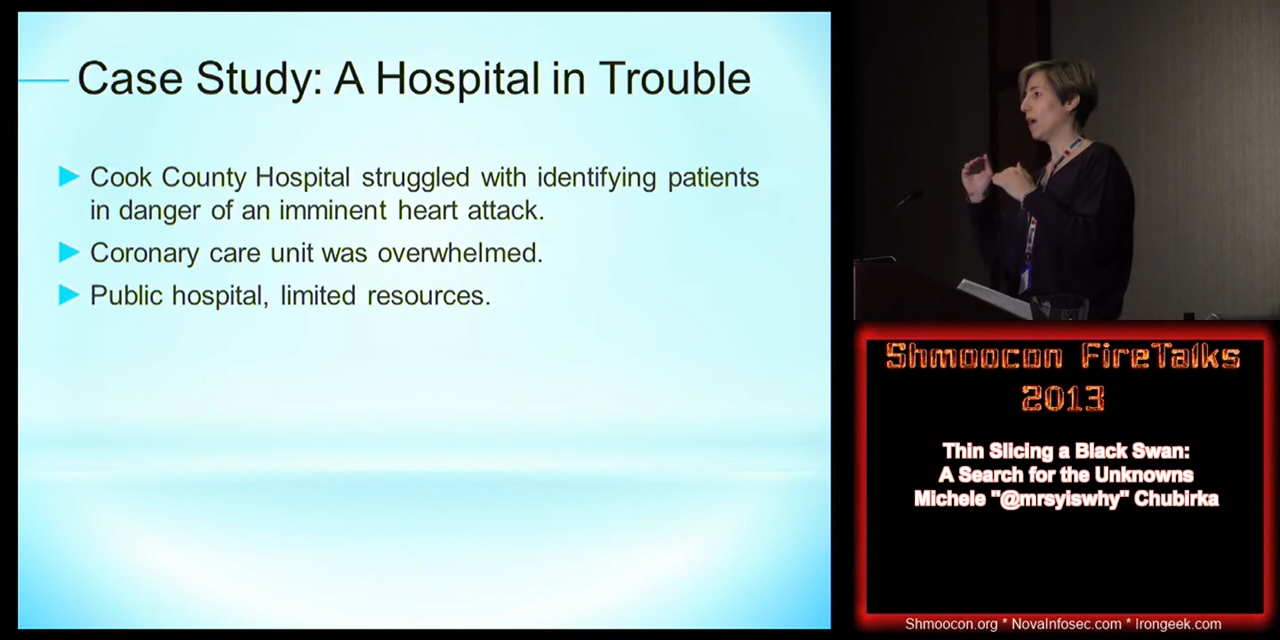 Case Study: A Hospital in Trouble
Cook County Hospital struggled with identifying patients
in danger of an imminent heart attack.
Coronary care unit was overwhelmed.
Public hospital, limited resources.
Shmoocon FireTalks
2013
Thin Slicing a Black Swan:
A Search for the Unknowns
Michele "@mrsyiswhy" Chubirka
Shmoocon.org * NovaInfosec.com * Irongeek.com